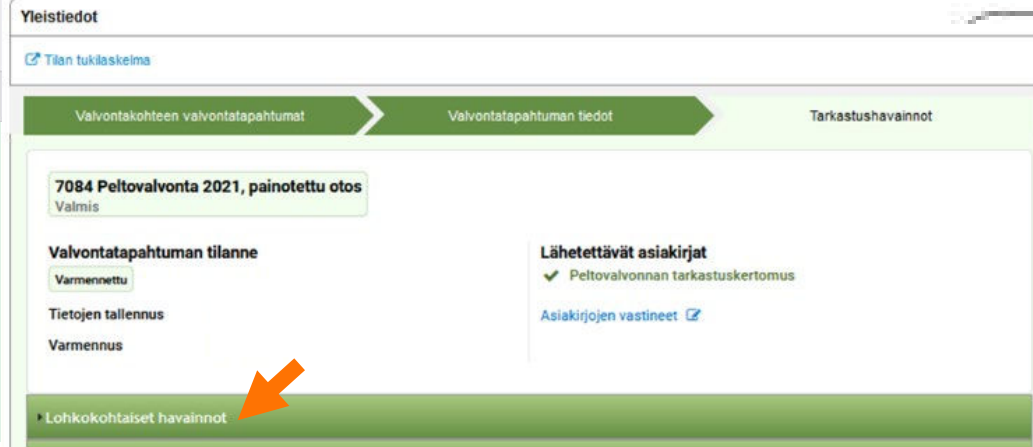 Yleistiedot
Tilan tukilaskelma
Valvontakohteen valvontatapahtumat Valvontatapahtuman tiedot Tarkastushavainnot
7084 Peltovalvonta 2021, painotettu otos
Valmis
Valvontatapahtuman tilanne
Varmennettu
Tietojen tallennus
Varmennus
Lähetettävät asiakirjat
Peltovalvonnan tarkastuskertomus
Asiakirjojen vastineet
Lohkokohtaiset havainnot